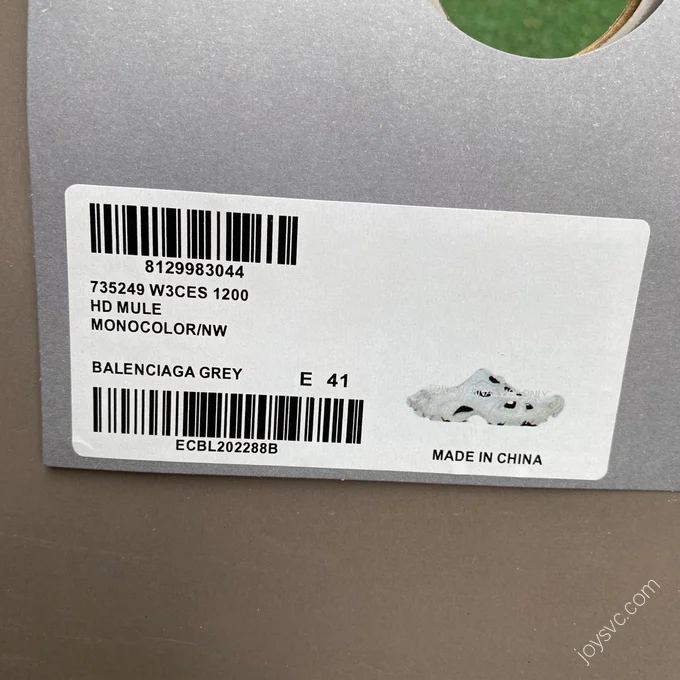 8129983044
735249 W3CES 1200
HD MULE
MONOCOLOR/NW
BALENCIAGA GREY
E 41
ECBL202288B
MADE IN CHINA
joysvc.com